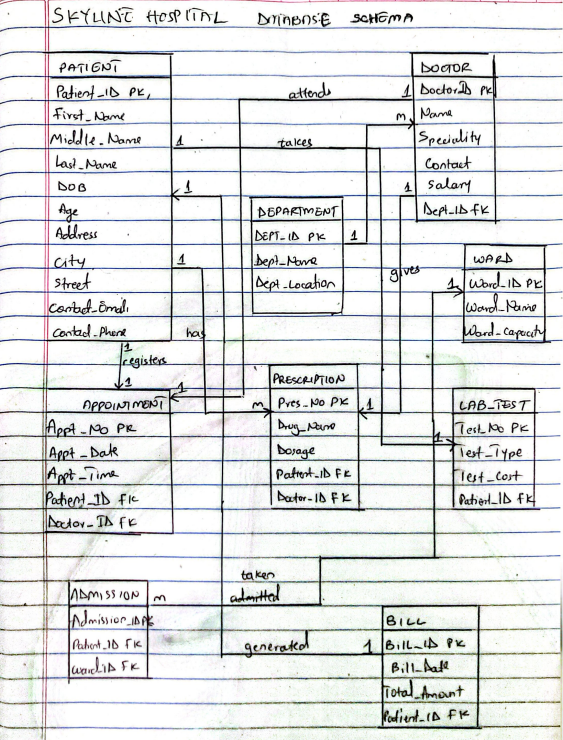 SKYLINE HOSPITAL DATABASE SCHEMA
PATIENT
Patient_ID PK,
First_Name
Middle_Name
Last_Name
DOB
Age
Address
City
Street
Contact_Email
Contact_Phone
DOCTOR
Doctor_ID PK
Name
Speciality
Contact
Salary
Dept_ID FK
attends
1
m
1
takes
1
1
DEPARTMENT
DEPT_ID PK
Dept_Name
Dept_Location
1
1
gives
WARD
Ward_ID PK
Ward_Name
Ward_Capacity
1
has
1
registers
1
1
APPOINTMENT
Appt_No PK
Appt_Date
Appt_Time
Patient_ID FK
Doctor_ID FK
PRESCRIPTION
Pres_No PK
Drug_Name
Dosage
Patient_ID FK
Doctor_ID FK
m
1
LAB_TEST
Test_No PK
Test_Type
Test_Cost
Patient_ID FK
1
ADMISSION
Admission_ID PK
Patient_ID FK
Ward_ID FK
m
taken
admitted
generated
1
BILL
BILL_ID PK
Bill_Date
Total_Amount
Patient_ID FK